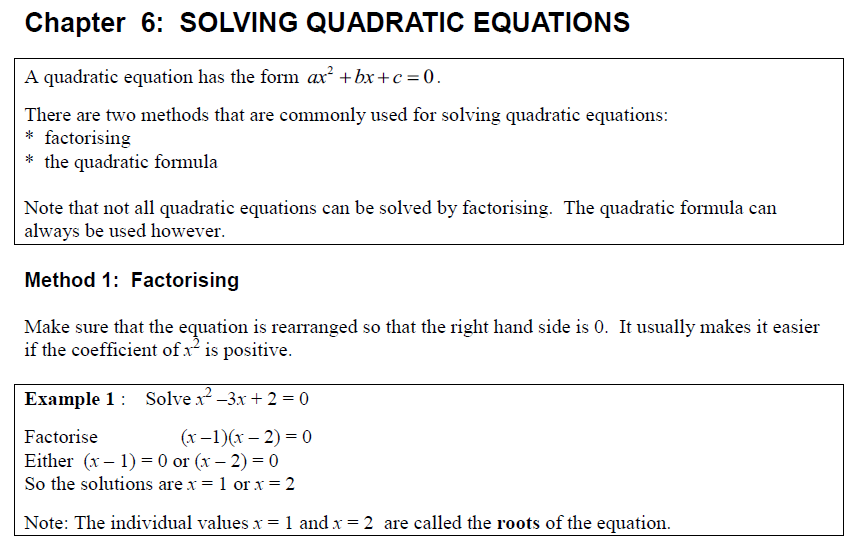 Chapter 6: SOLVING QUADRATIC EQUATIONS
A quadratic equation has the form ax² + bx + c = 0.
There are two methods that are commonly used for solving quadratic equations:
* factorising
* the quadratic formula
Note that not all quadratic equations can be solved by factorising. The quadratic formula can
always be used however.
Method 1: Factorising
Make sure that the equation is rearranged so that the right hand side is 0. It usually makes it easier
if the coefficient of x² is positive.
Example 1 : Solve x² –3x + 2 = 0
Factorise (x –1)(x – 2) = 0
Either (x – 1) = 0 or (x – 2) = 0
So the solutions are x = 1 or x = 2
Note: The individual values x = 1 and x = 2 are called the roots of the equation.